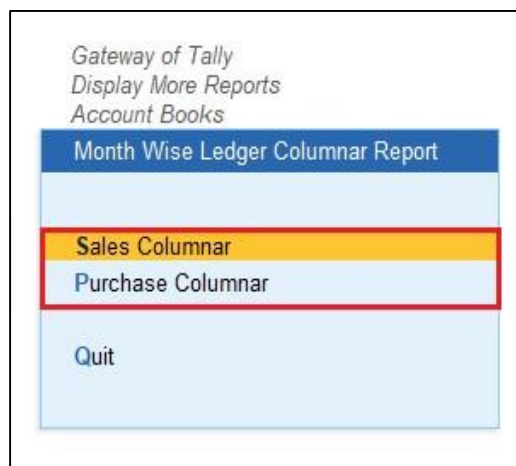 Gateway of Tally
Display More Reports
Account Books
Month Wise Ledger Columnar Report
Sales Columnar
Purchase Columnar
Quit